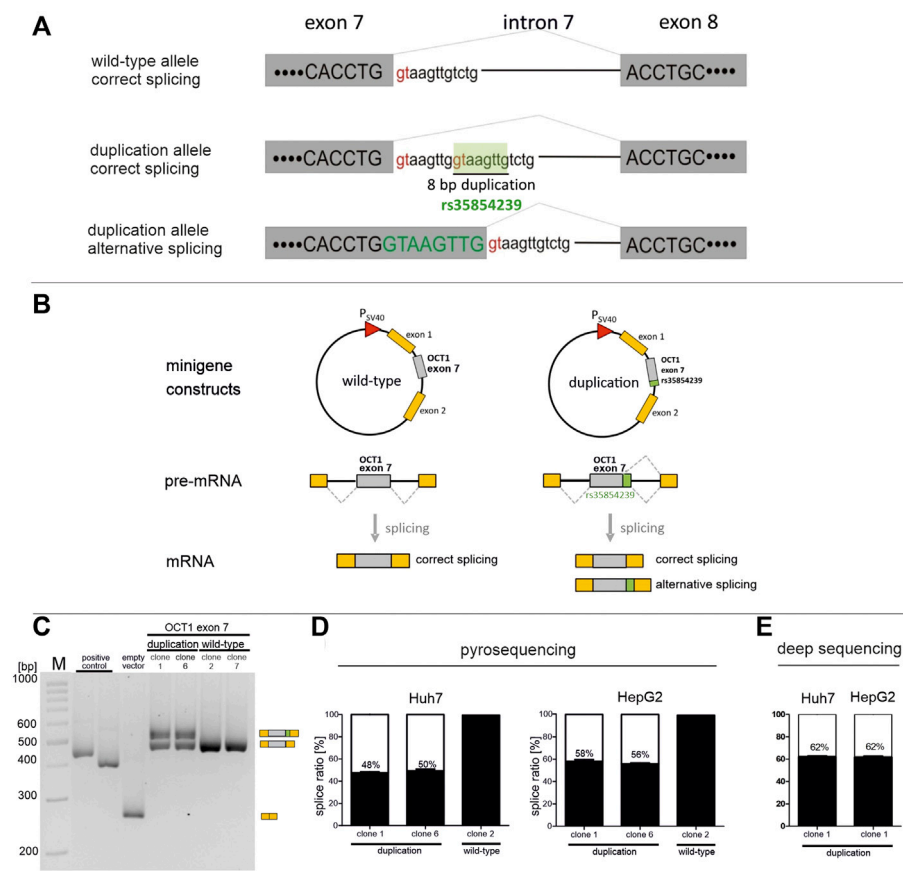 A
exon 7 intron 7 exon 8
wild-type allele
correct splicing
••••CACCTG gtaagttgtctg ACCTGC••••
duplication allele
correct splicing
••••CACCTG gtaagttggtaagttgtctg ACCTGC••••
8 bp duplication
rs35854239
duplication allele
alternative splicing
••••CACCTGGTAAGTTG gtaagttgtctg ACCTGC••••
B
minigene
constructs
PSV40
exon 1
OCT1
exon 7
wild-type
exon 2
PSV40
exon 1
OCT1
exon 7
rs35854239
duplication
exon 2
pre-mRNA
OCT1
exon 7
OCT1
exon 7
rs35854239
splicing
splicing
mRNA
correct splicing
correct splicing
alternative splicing
C
OCT1 exon 7
duplication wild-type
[bp] M positive
control
empty
vector
clone
1
clone
6
clone
2
clone
7
1000
600
500
400
300
200
D
pyrosequencing
Huh7
splice ratio [%]
100
80
60
40
20
0
48%
50%
clone 1 clone 6 clone 2
duplication wild-type
HepG2
splice ratio [%]
100
80
60
40
20
0
58%
56%
clone 1 clone 6 clone 2
duplication wild-type
E
deep sequencing
Huh7 HepG2
100
80
60
40
20
0
62%
62%
clone 1 clone 1
duplication